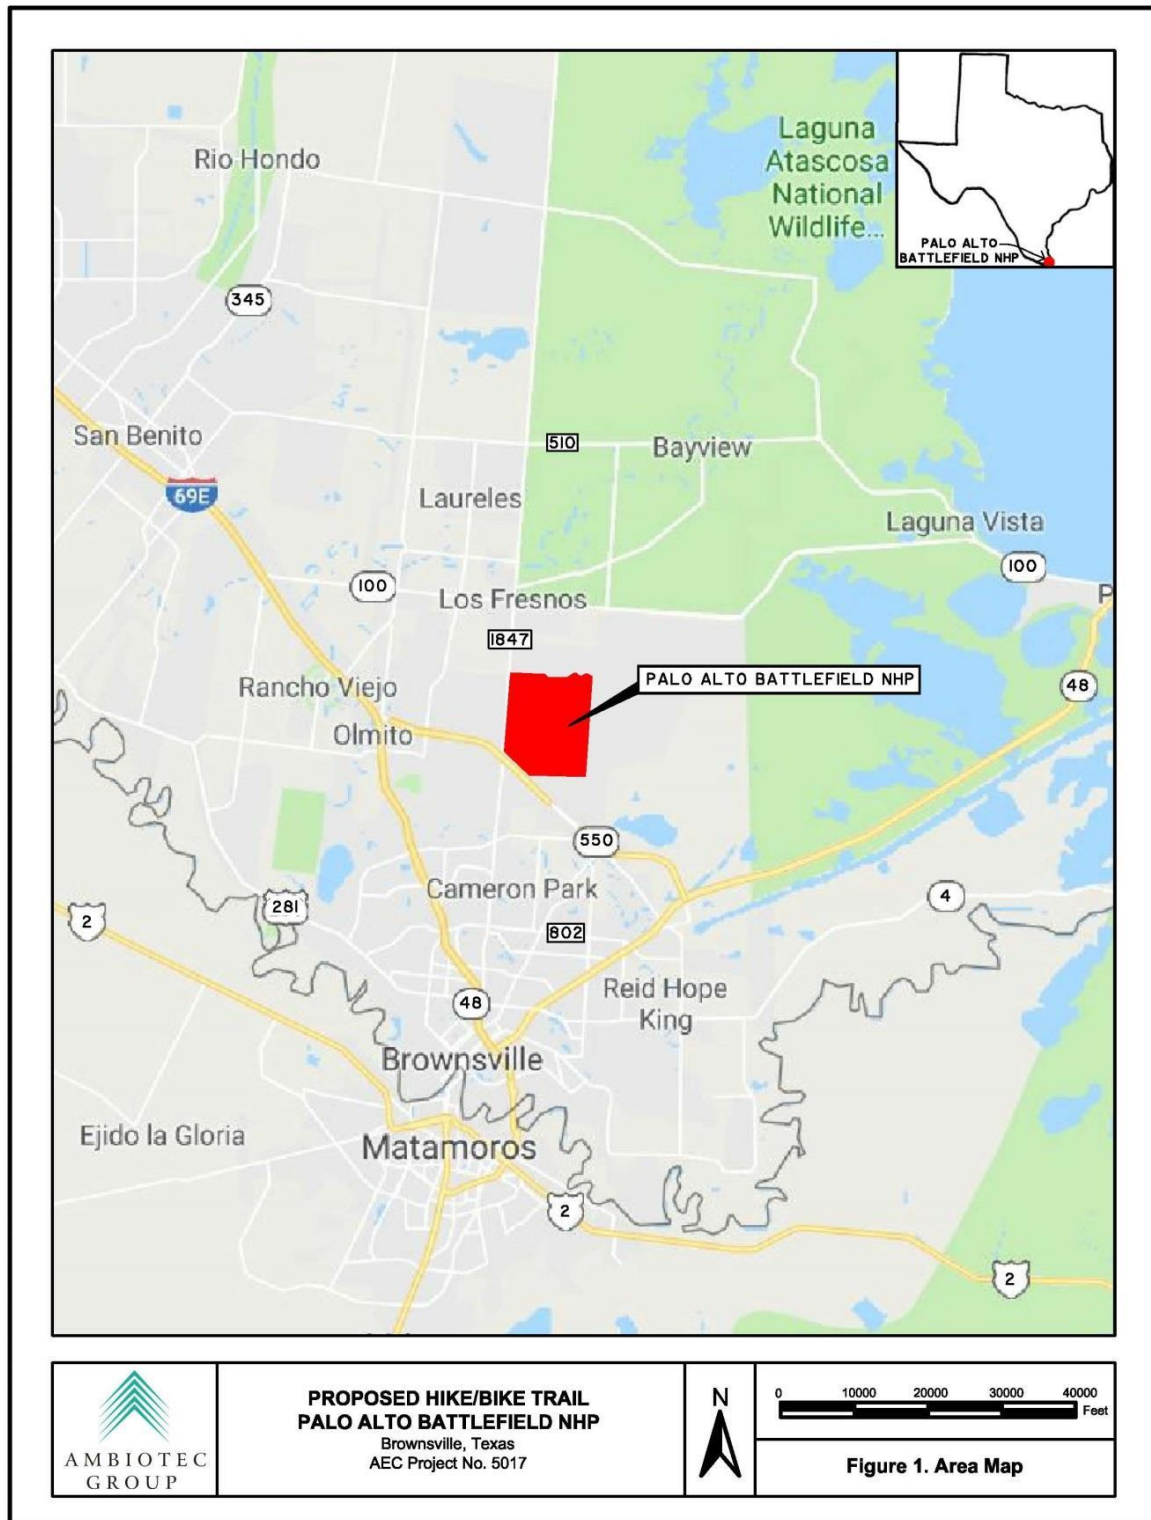 Rio Hondo
Laguna
Atascosa
National
Wildlife...
PALO ALTO
BATTLEFIELD NHP
345
San Benito
69E
510
Bayview
Laureles
Laguna Vista
100
100
Los Fresnos
P
1847
PALO ALTO BATTLEFIELD NHP
Rancho Viejo
48
Olmito
550
Cameron Park
281
4
2
802
Reid Hope
King
48
Brownsville
Ejido la Gloria
Matamoros
2
2
AMBIOTEC
GROUP
PROPOSED HIKE/BIKE TRAIL
PALO ALTO BATTLEFIELD NHP
Brownsville, Texas
AEC Project No. 5017
N
0 10000 20000 30000 40000
Feet
Figure 1. Area Map